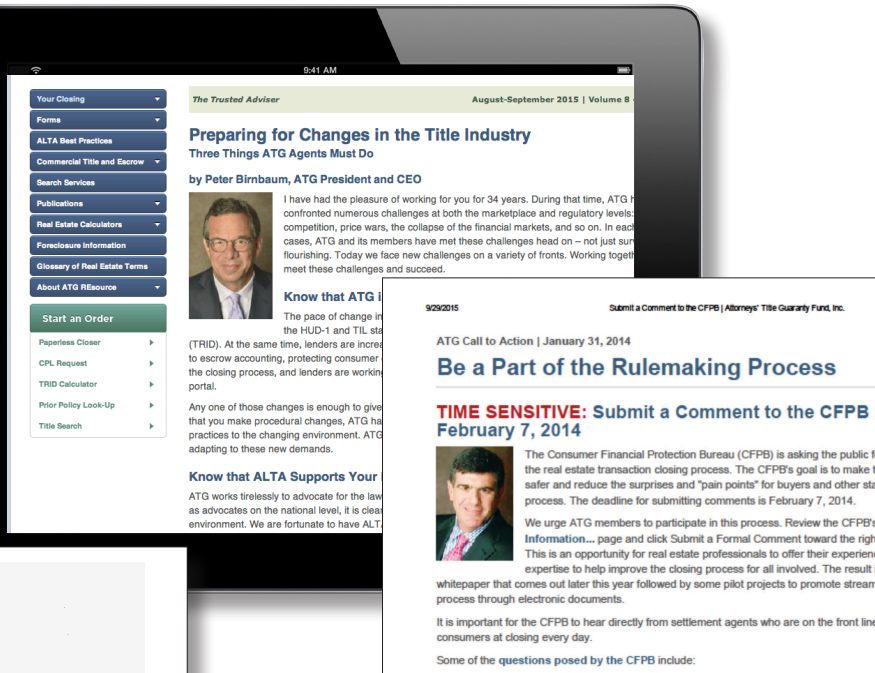 9:41 AM
Your Closing
Forms
ALTA Best Practices
Commercial Title and Escrow
Search Services
Publications
Real Estate Calculators
Foreclosure Information
Glossary of Real Estate Terms
About ATG REsource
Start an Order
Paperless Closer
CPL Request
TRID Calculator
Prior Policy Look-Up
Title Search
The Trusted Adviser August-September 2015 | Volume 8
Preparing for Changes in the Title Industry
Three Things ATG Agents Must Do
by Peter Birnbaum, ATG President and CEO
I have had the pleasure of working for you for 34 years. During that time, ATG
confronted numerous challenges at both the marketplace and regulatory levels:
competition, price wars, the collapse of the financial markets, and so on. In
cases, ATG and its members have met these challenges head on – not just
flourishing. Today we face new challenges on a variety of fronts. Working
meet these challenges and succeed.
Know that ATG
The pace of change in
the HUD-1 and TIL
(TRID). At the same time, lenders are
to escrow accounting, protecting consumer
the closing process, and lenders are working
portal.
Any one of those changes is enough to give
that you make procedural changes, ATG
practices to the changing environment. ATG
adapting to these new demands.
Know that ALTA Supports Your
ATG works tirelessly to advocate for the law
as advocates on the national level, it is clear
environment. We are fortunate to have ALT
9/29/2015 Submit a Comment to the CFPB | Attorneys' Title Guaranty Fund, Inc.
ATG Call to Action | January 31, 2014
Be a Part of the Rulemaking Process
TIME SENSITIVE: Submit a Comment to the CFPB
February 7, 2014
The Consumer Financial Protection Bureau (CFPB) is asking the public
the real estate transaction closing process. The CFPB's goal is to make
safer and reduce the surprises and "pain points" for buyers and other
process. The deadline for submitting comments is February 7, 2014.
We urge ATG members to participate in this process. Review the CFPB's
Information... page and click Submit a Formal Comment toward the
This is an opportunity for real estate professionals to offer their
expertise to help improve the closing process for all involved. The result
whitepaper that comes out later this year followed by some pilot projects to promote
process through electronic documents.
It is important for the CFPB to hear directly from settlement agents who are on the front
consumers at closing every day.
Some of the questions posed by the CFPB include: